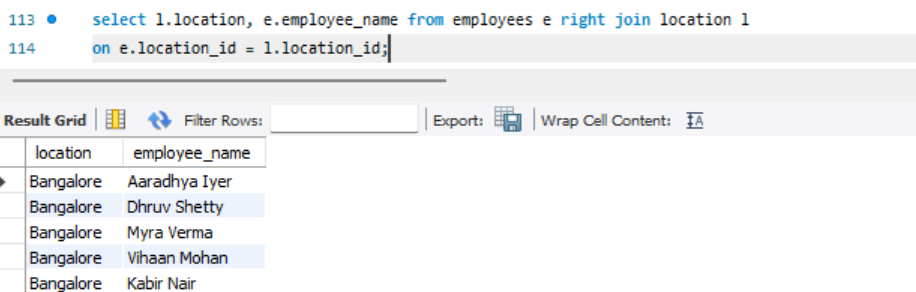 113 select l.location, e.employee_name from employees e right join location l
114 on e.location_id = l.location_id;
Result Grid Filter Rows: Export: Wrap Cell Content: IA
location employee_name
Bangalore Aaradhya Iyer
Bangalore Dhruv Shetty
Bangalore Myra Verma
Bangalore Vihaan Mohan
Bangalore Kabir Nair